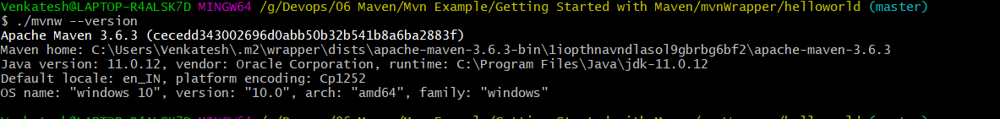 Venkatesh@LAPTOP-R4ALSK7D MINGW64 /g/Devops/06 Maven/Mvn Example/Getting Started with Maven/mvnWrapper/helloworld (master)
$ ./mvnw --version
Apache Maven 3.6.3 (cecedd343002696d0abb50b32b541b8a6ba2883f)
Maven home: C:\Users\Venkatesh\.m2\wrapper\dists\apache-maven-3.6.3-bin\1iopthnavndlasol9gbrbg6bf2\apache-maven-3.6.3
Java version: 11.0.12, vendor: Oracle Corporation, runtime: C:\Program Files\Java\jdk-11.0.12
Default locale: en_IN, platform encoding: Cp1252
OS name: "windows 10", version: "10.0", arch: "amd64", family: "windows"
Venkatesh@LAPTOP-R4ALSK7D MINGW64 /g/Devops/06 Maven/Mvn Example/Getting Started with Maven/mvnWrapper/helloworld (master)